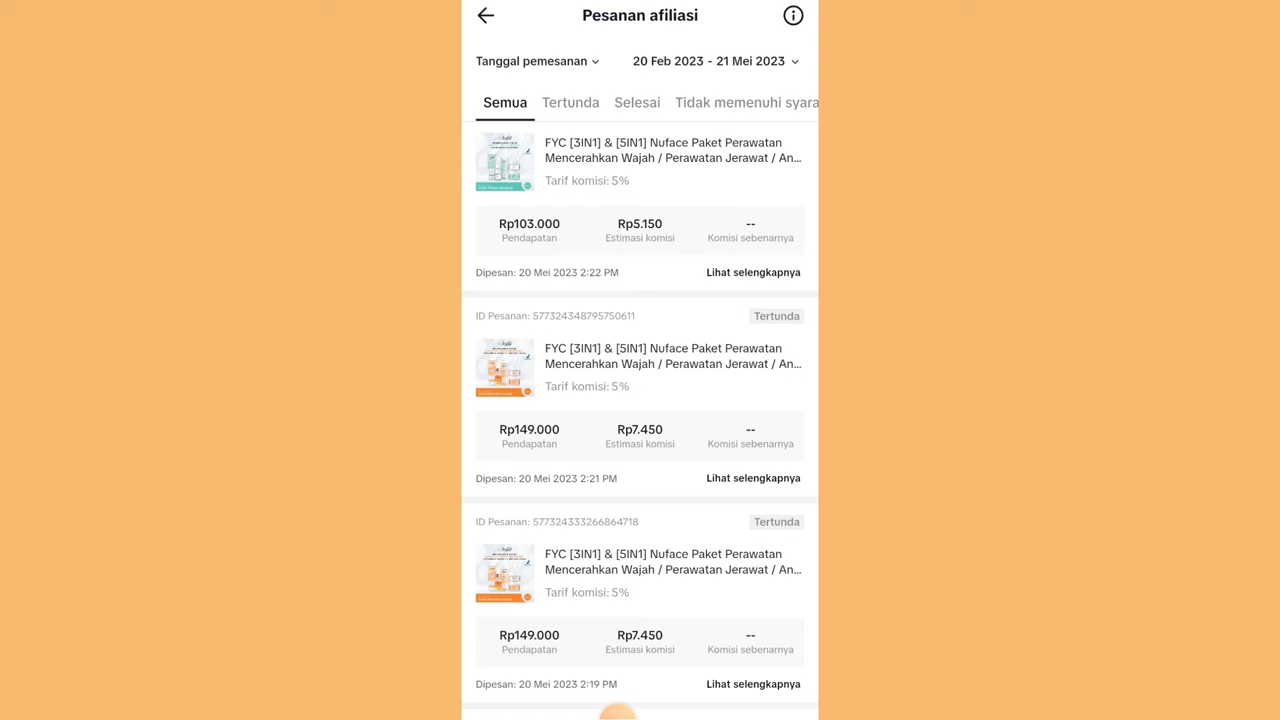 Pesanan afiliasi
Tanggal pemesanan
20 Feb 2023 - 21 Mei 2023
Semua Tertunda Selesai Tidak memenuhi syara
FYC [3IN1] & [5IN1] Nuface Paket Perawatan
Mencerahkan Wajah / Perawatan Jerawat / An...
Tarif komisi: 5%
Rp103.000 Rp5.150 --
Pendapatan Estimasi komisi Komisi sebenarnya
Dipesan: 20 Mei 2023 2:22 PM Lihat selengkapnya
ID Pesanan: 577324348795750611 Tertunda
FYC [3IN1] & [5IN1] Nuface Paket Perawatan
Mencerahkan Wajah / Perawatan Jerawat / An...
Tarif komisi: 5%
Rp149.000 Rp7.450 --
Pendapatan Estimasi komisi Komisi sebenarnya
Dipesan: 20 Mei 2023 2:21 PM Lihat selengkapnya
ID Pesanan: 577324333266864718 Tertunda
FYC [3IN1] & [5IN1] Nuface Paket Perawatan
Mencerahkan Wajah / Perawatan Jerawat / An...
Tarif komisi: 5%
Rp149.000 Rp7.450 --
Pendapatan Estimasi komisi Komisi sebenarnya
Dipesan: 20 Mei 2023 2:19 PM Lihat selengkapnya